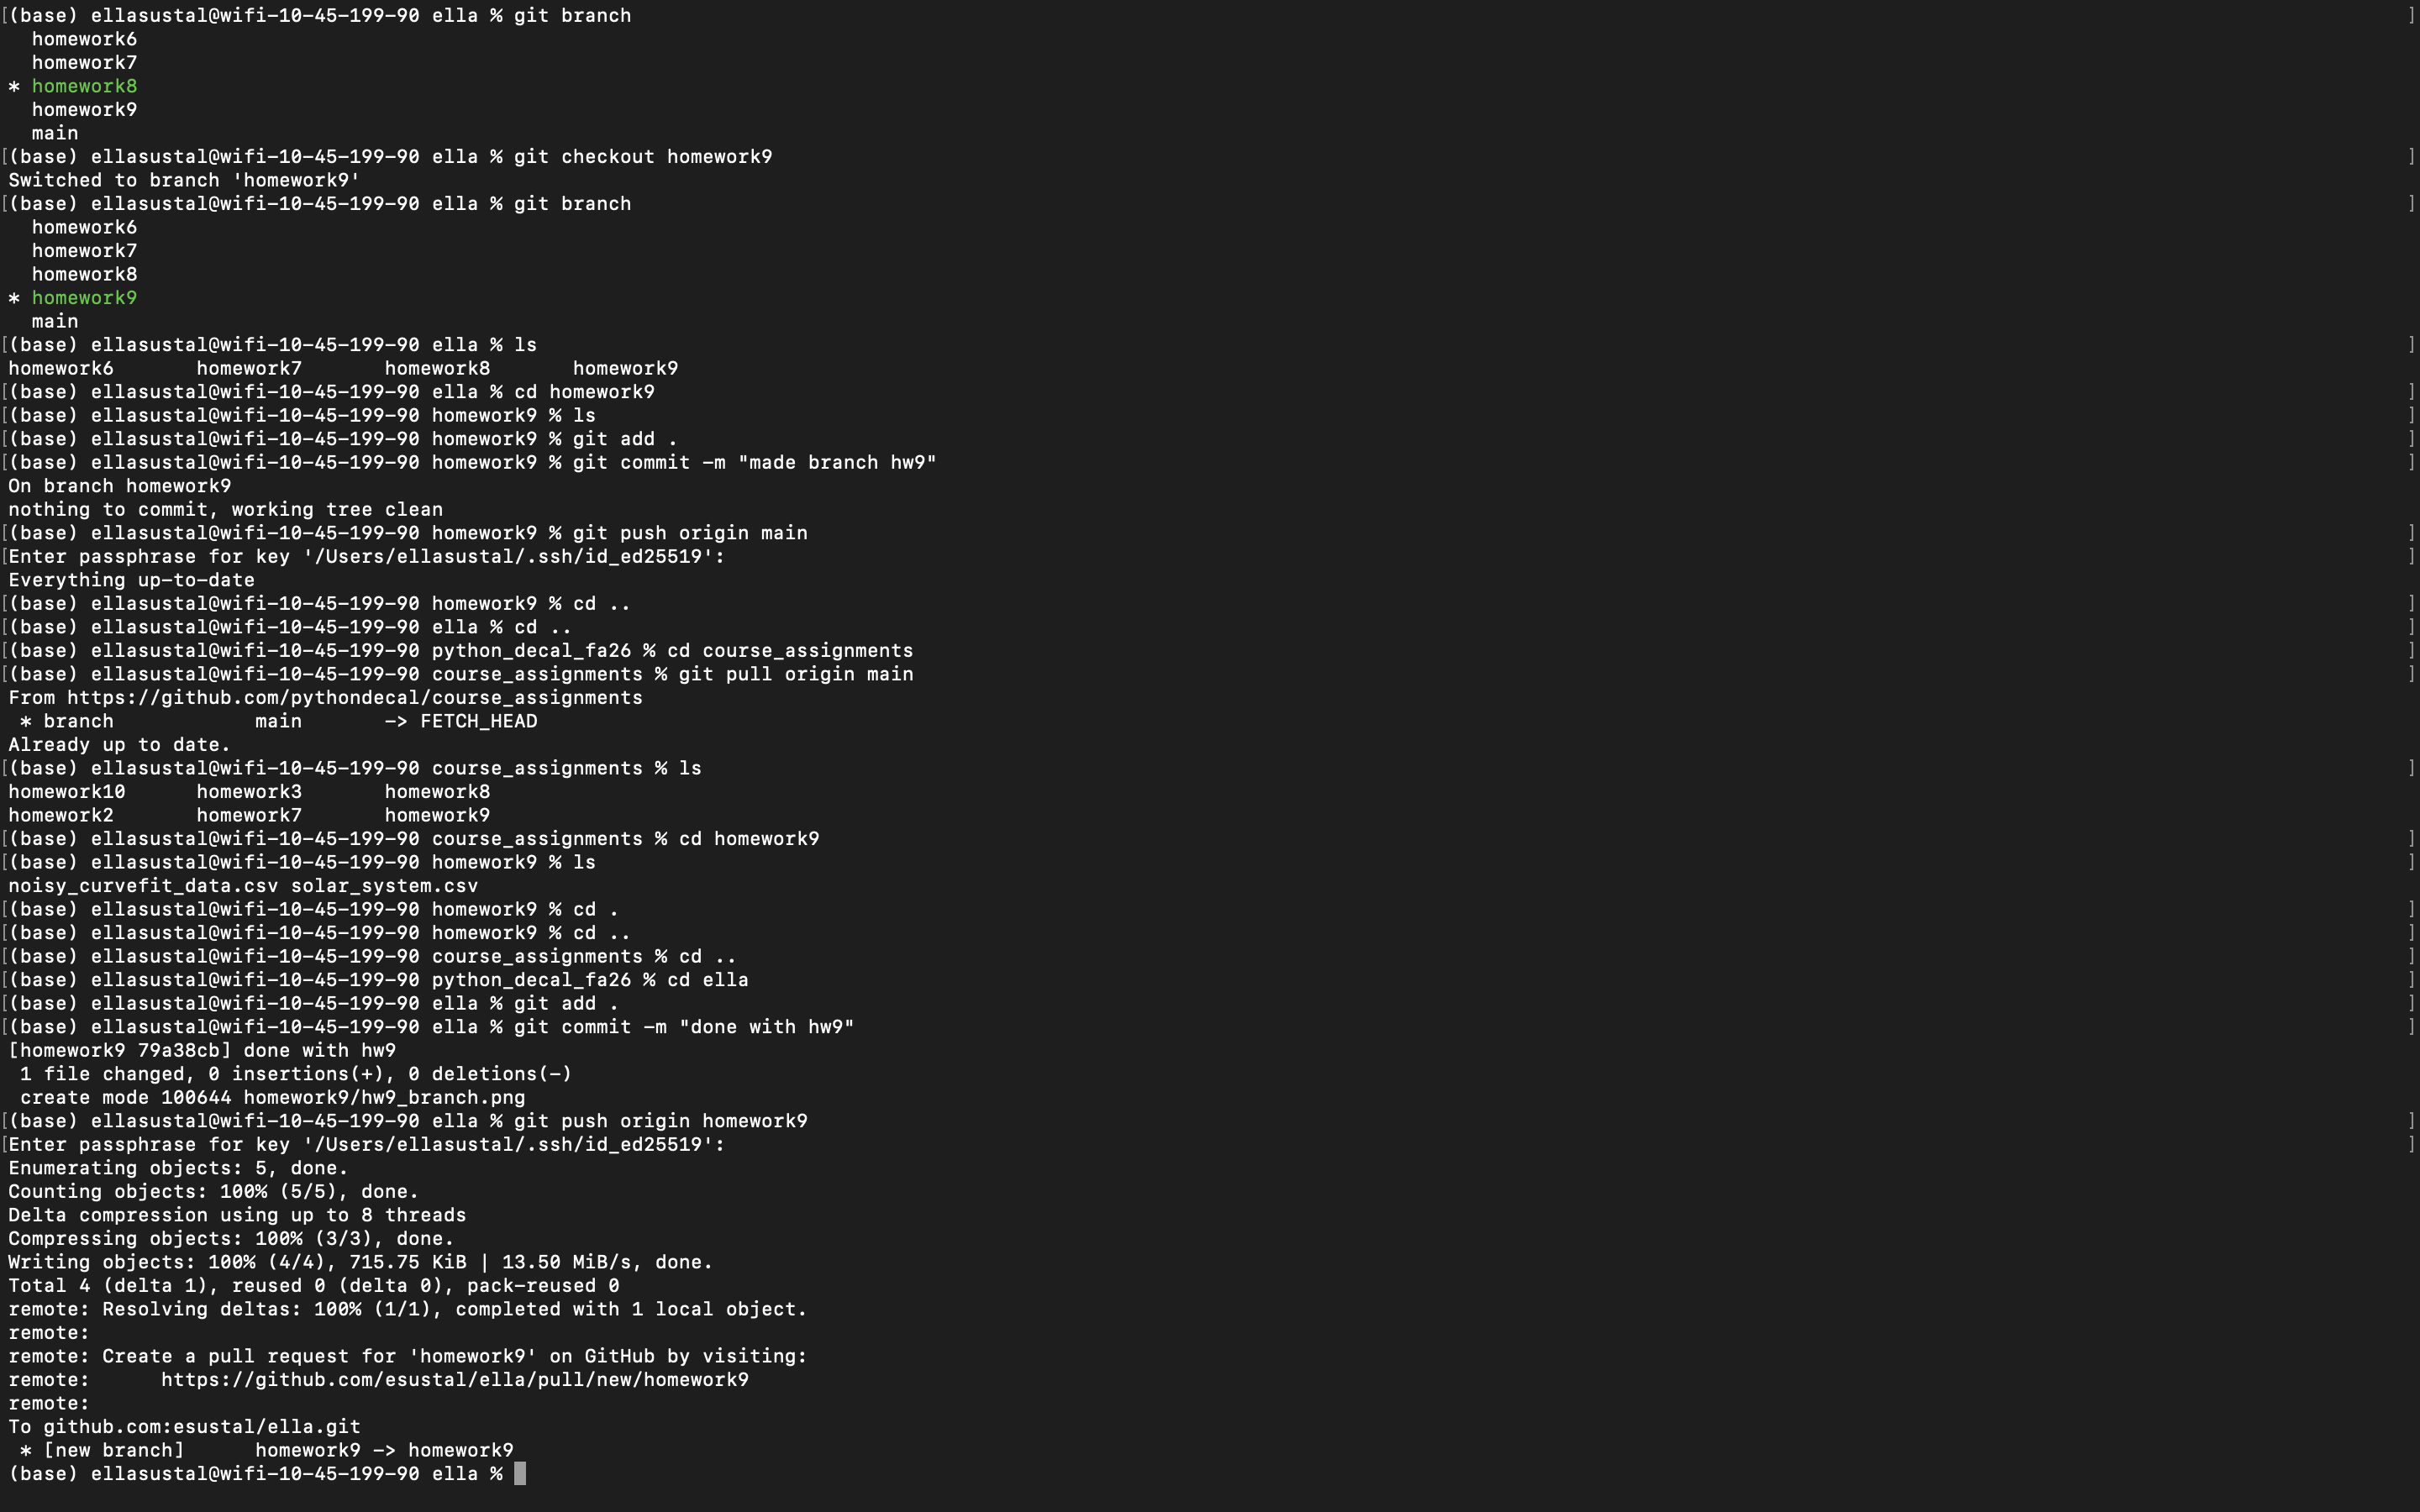 [(base) ellasustal@wifi-10-45-199-90 ella % git branch ]
homework6
homework7
* homework8
homework9
main
[(base) ellasustal@wifi-10-45-199-90 ella % git checkout homework9 ]
Switched to branch 'homework9'
[(base) ellasustal@wifi-10-45-199-90 ella % git branch ]
homework6
homework7
homework8
* homework9
main
[(base) ellasustal@wifi-10-45-199-90 ella % ls ]
homework6 homework7 homework8 homework9
[(base) ellasustal@wifi-10-45-199-90 ella % cd homework9 ]
[(base) ellasustal@wifi-10-45-199-90 homework9 % ls ]
[(base) ellasustal@wifi-10-45-199-90 homework9 % git add . ]
[(base) ellasustal@wifi-10-45-199-90 homework9 % git commit -m "made branch hw9" ]
On branch homework9
nothing to commit, working tree clean
[(base) ellasustal@wifi-10-45-199-90 homework9 % git push origin main ]
[Enter passphrase for key '/Users/ellasustal/.ssh/id_ed25519': ]
Everything up-to-date
[(base) ellasustal@wifi-10-45-199-90 homework9 % cd .. ]
[(base) ellasustal@wifi-10-45-199-90 ella % cd .. ]
[(base) ellasustal@wifi-10-45-199-90 python_decal_fa26 % cd course_assignments ]
[(base) ellasustal@wifi-10-45-199-90 course_assignments % git pull origin main ]
From https://github.com/pythondecal/course_assignments
* branch main -> FETCH_HEAD
Already up to date.
[(base) ellasustal@wifi-10-45-199-90 course_assignments % ls ]
homework10 homework3 homework8
homework2 homework7 homework9
[(base) ellasustal@wifi-10-45-199-90 course_assignments % cd homework9 ]
[(base) ellasustal@wifi-10-45-199-90 homework9 % ls ]
noisy_curvefit_data.csv solar_system.csv
[(base) ellasustal@wifi-10-45-199-90 homework9 % cd . ]
[(base) ellasustal@wifi-10-45-199-90 homework9 % cd .. ]
[(base) ellasustal@wifi-10-45-199-90 course_assignments % cd .. ]
[(base) ellasustal@wifi-10-45-199-90 python_decal_fa26 % cd ella ]
[(base) ellasustal@wifi-10-45-199-90 ella % git add . ]
[(base) ellasustal@wifi-10-45-199-90 ella % git commit -m "done with hw9" ]
[homework9 79a38cb] done with hw9
1 file changed, 0 insertions(+), 0 deletions(-)
create mode 100644 homework9/hw9_branch.png
[(base) ellasustal@wifi-10-45-199-90 ella % git push origin homework9 ]
[Enter passphrase for key '/Users/ellasustal/.ssh/id_ed25519': ]
Enumerating objects: 5, done.
Counting objects: 100% (5/5), done.
Delta compression using up to 8 threads
Compressing objects: 100% (3/3), done.
Writing objects: 100% (4/4), 715.75 KiB | 13.50 MiB/s, done.
Total 4 (delta 1), reused 0 (delta 0), pack-reused 0
remote: Resolving deltas: 100% (1/1), completed with 1 local object.
remote:
remote: Create a pull request for 'homework9' on GitHub by visiting:
remote: https://github.com/esustal/ella/pull/new/homework9
remote:
To github.com:esustal/ella.git
* [new branch] homework9 -> homework9
(base) ellasustal@wifi-10-45-199-90 ella %